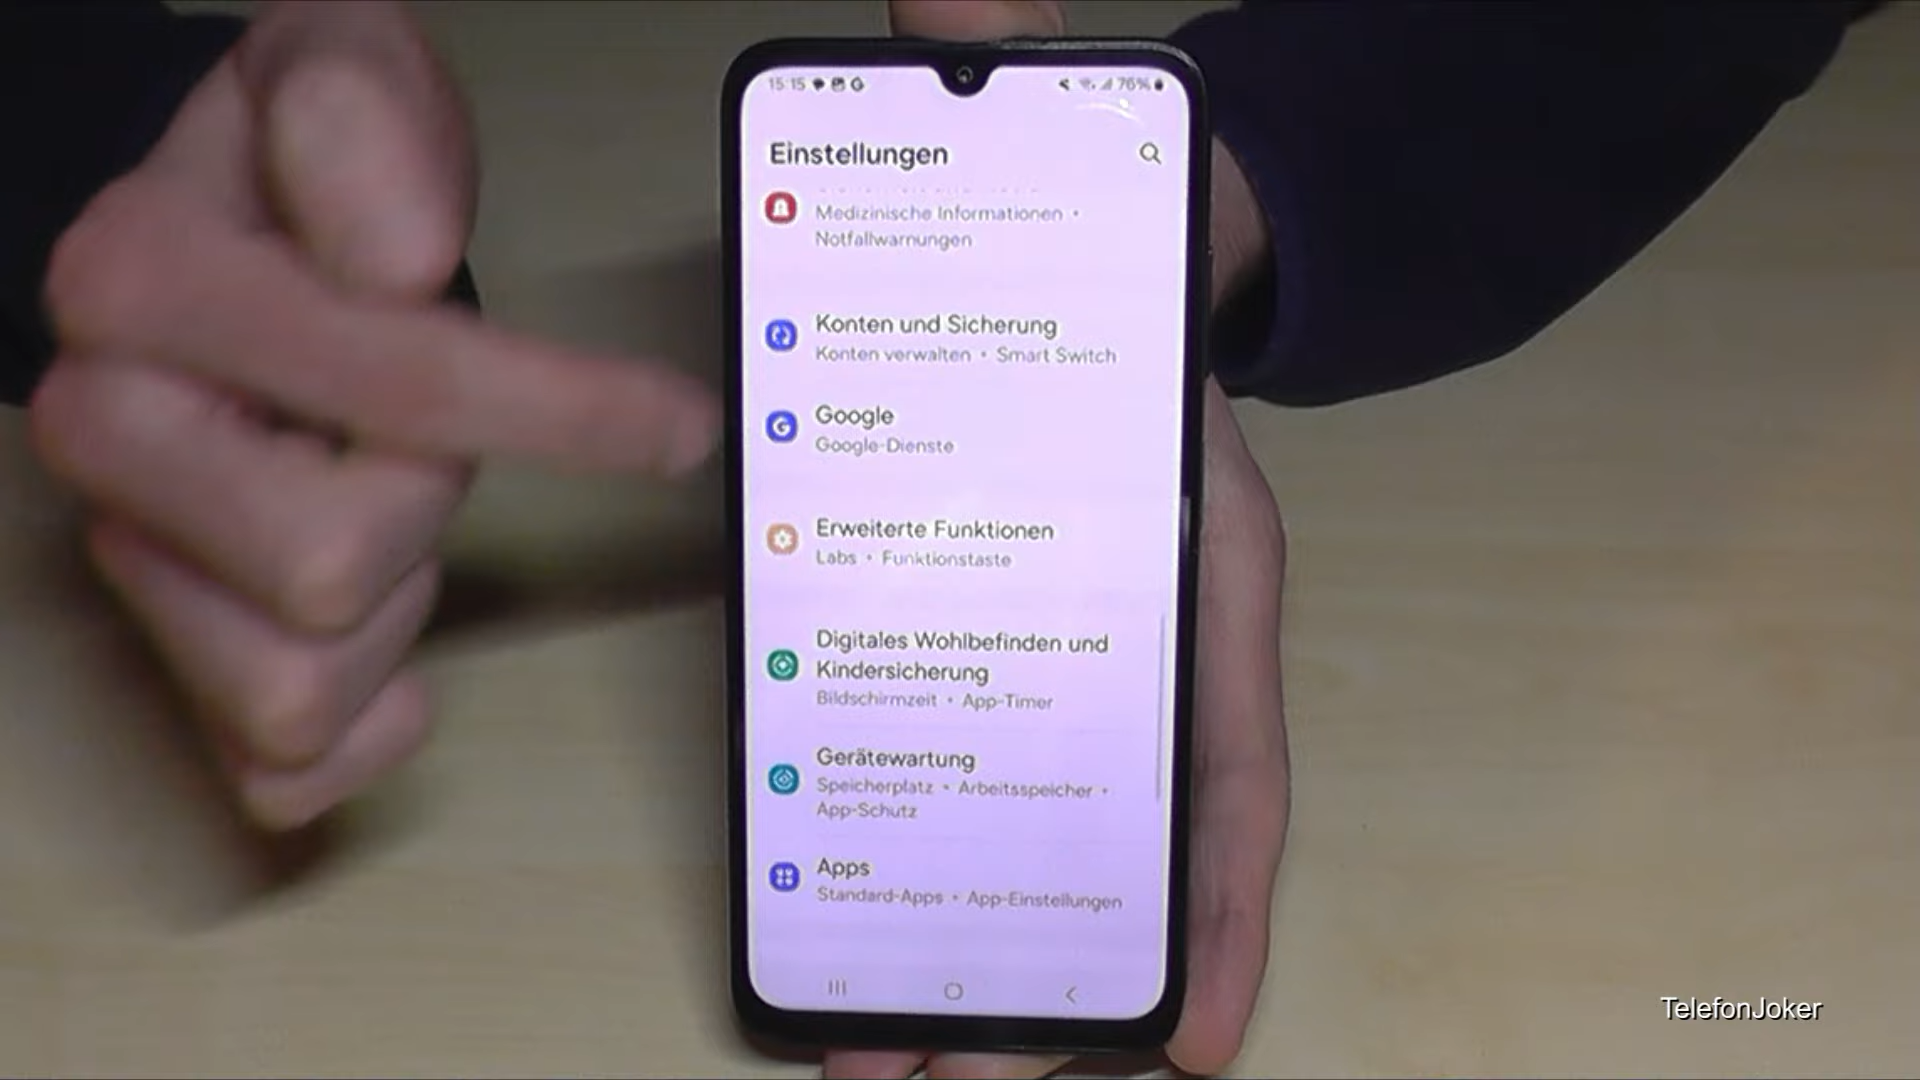 15:15
76%
Einstellungen
Medizinische Informationen •
Notfallwarnungen
Konten und Sicherung
Konten verwalten • Smart Switch
Google
Google-Dienste
Erweiterte Funktionen
Labs • Funktionstaste
Digitales Wohlbefinden und
Kindersicherung
Bildschirmzeit • App-Timer
Gerätewartung
Speicherplatz • Arbeitsspeicher •
App-Schutz
Apps
Standard-Apps • App-Einstellungen
TelefonJoker